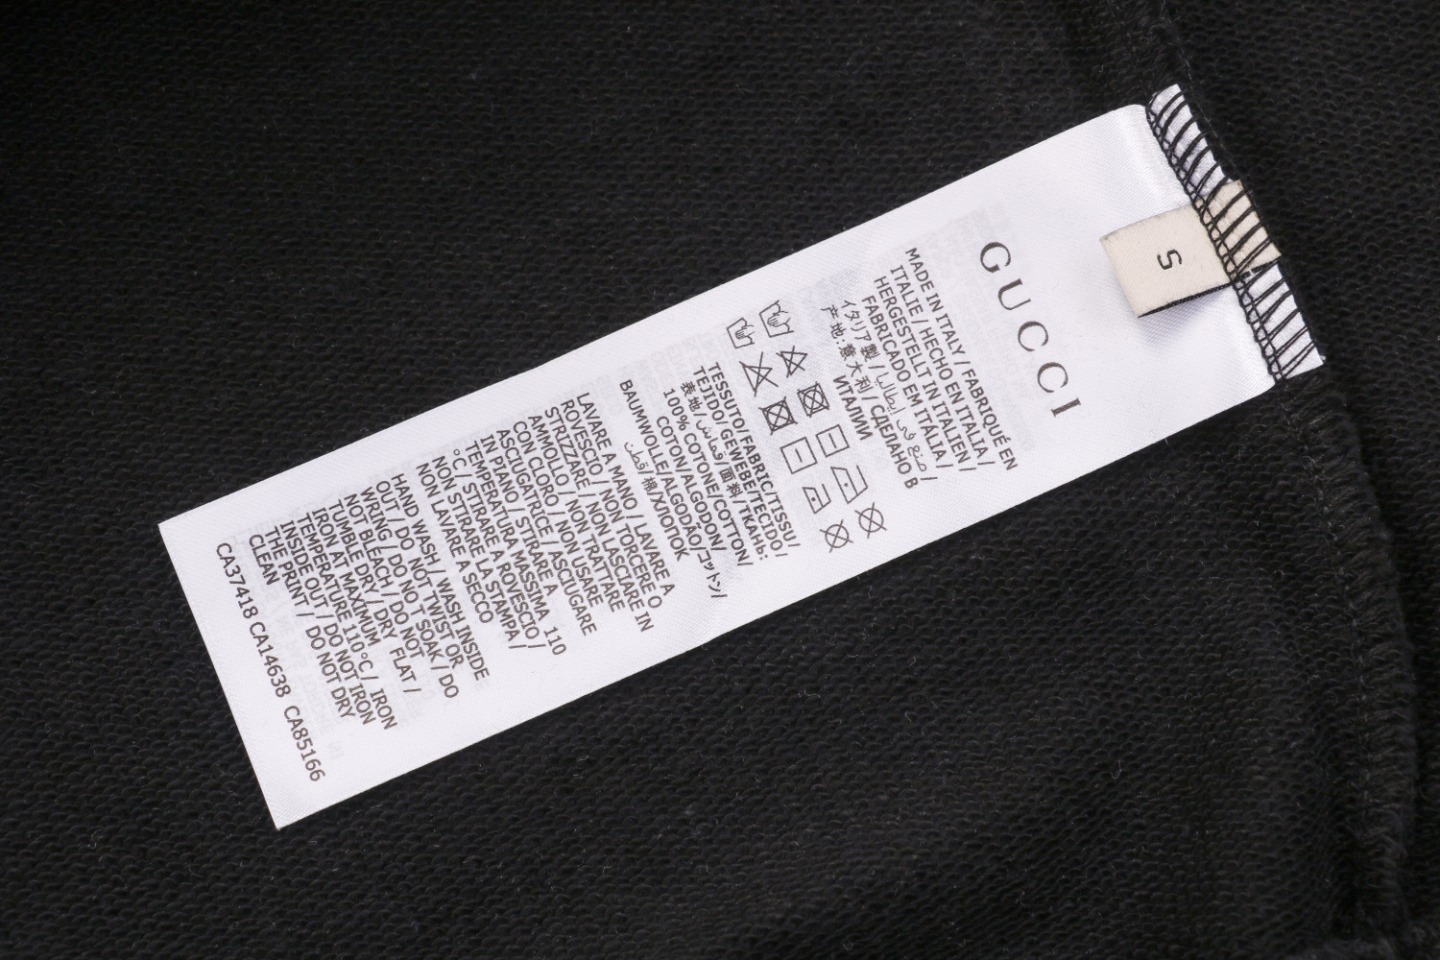 S
GUCCI
MADE IN ITALY / FABRIQUÉ EN
ITALIE / HECHO EN ITALIA /
HERGESTELLT IN ITALIEN /
FABRICADO EM ITÁLIA /
イタリア製 / صنع في إيطاليا /
产地:意大利 / СДЕЛАНО В
ИТАЛИИ
TESSUTO/FABRIC/TISSU/
TEJIDO/GEWEBE/TECIDO/
表地/قماش/面料/ТКАНЬ:
100% COTONE/COTTON/
COTON/ALGODON/
BAUMWOLLE/ALGODÃO/コットン/
قطن/棉/ХЛОПОК
LAVARE A MANO / LAVARE A
ROVESCIO / NON TORCERE O
STRIZZARE / NON LASCIARE IN
AMMOLLO / NON TRATTARE
CON CLORO / NON USARE
ASCIUGATRICE / ASCIUGARE
IN PIANO / STIRARE A
TEMPERATURA MASSIMA 110
°C / STIRARE A ROVESCIO /
NON STIRARE LA STAMPA /
NON LAVARE A SECCO
HAND WASH / WASH INSIDE
OUT / DO NOT TWIST OR
WRING / DO NOT SOAK / DO
NOT BLEACH / DO NOT
TUMBLE DRY / DRY FLAT /
IRON AT MAXIMUM
TEMPERATURE 110 °C / IRON
INSIDE OUT / DO NOT IRON
THE PRINT / DO NOT DRY
CLEAN
CA37418 CA14638 CA85166